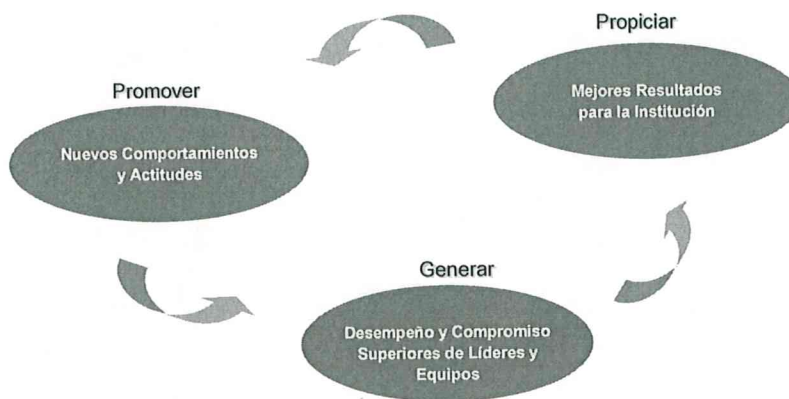 Propiciar
Mejores Resultados
para la Institución
Promover
Nuevos Comportamientos
y Actitudes
Generar
Desempeño y Compromiso
Superiores de Líderes y
Equipos